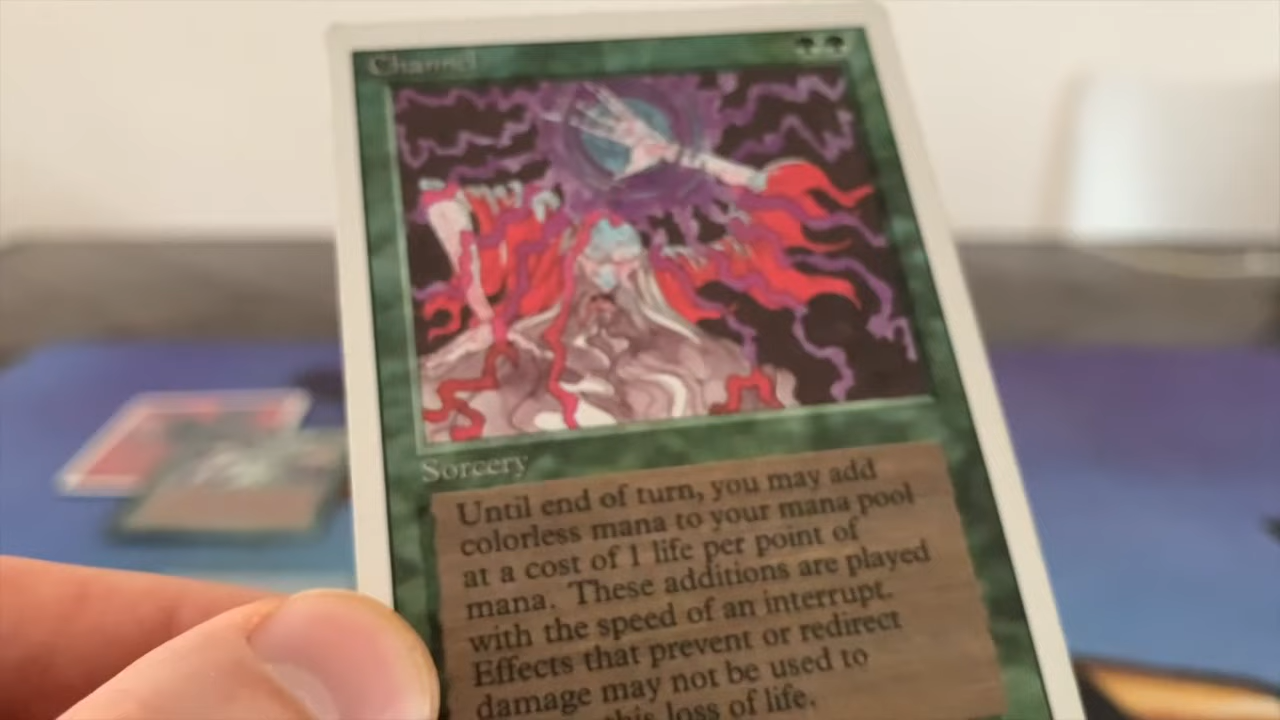 Channel
Sorcery
Until end of turn, you may add
colorless mana to your mana pool
at a cost of 1 life per point of
mana. These additions are played
with the speed of an interrupt.
Effects that prevent or redirect
damage may not be used to
this loss of life.